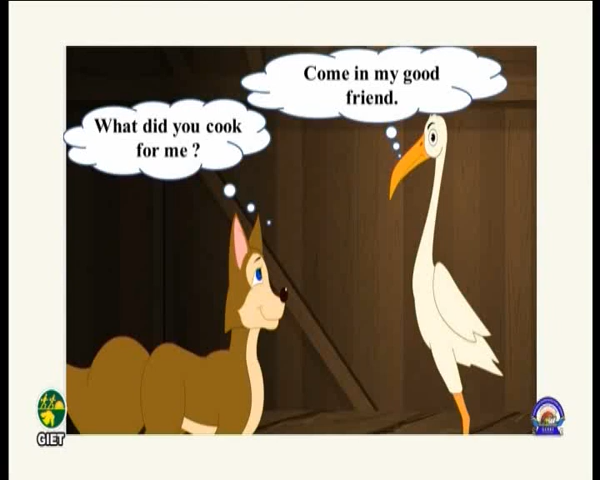 Come in my good
friend.
What did you cook
for me ?
GIET